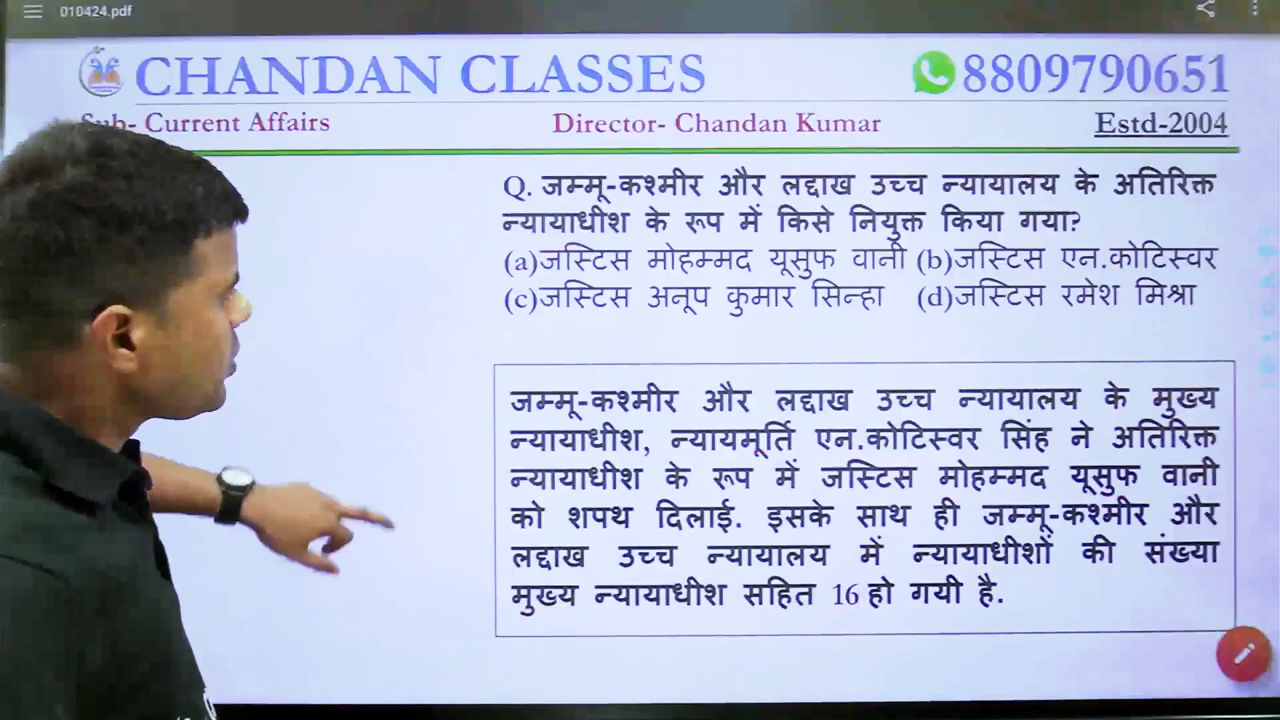 010424.pdf
CHANDAN CLASSES
8809790651
Sub- Current Affairs
Director- Chandan Kumar
Estd-2004
Q. जम्मू-कश्मीर और लद्दाख उच्च न्यायालय के अतिरिक्त
न्यायाधीश के रूप में किसे नियुक्त किया गया?
(a)जस्टिस मोहम्मद यूसुफ वानी (b)जस्टिस एन.कोटिस्वर
(c)जस्टिस अनूप कुमार सिन्हा (d)जस्टिस रमेश मिश्रा
जम्मू-कश्मीर और लद्दाख उच्च न्यायालय के मुख्य
न्यायाधीश, न्यायमूर्ति एन.कोटिस्वर सिंह ने अतिरिक्त
न्यायाधीश के रूप में जस्टिस मोहम्मद यूसुफ वानी
को शपथ दिलाई. इसके साथ ही जम्मू-कश्मीर और
लद्दाख उच्च न्यायालय में न्यायाधीशों की संख्या
मुख्य न्यायाधीश सहित 16 हो गयी है.